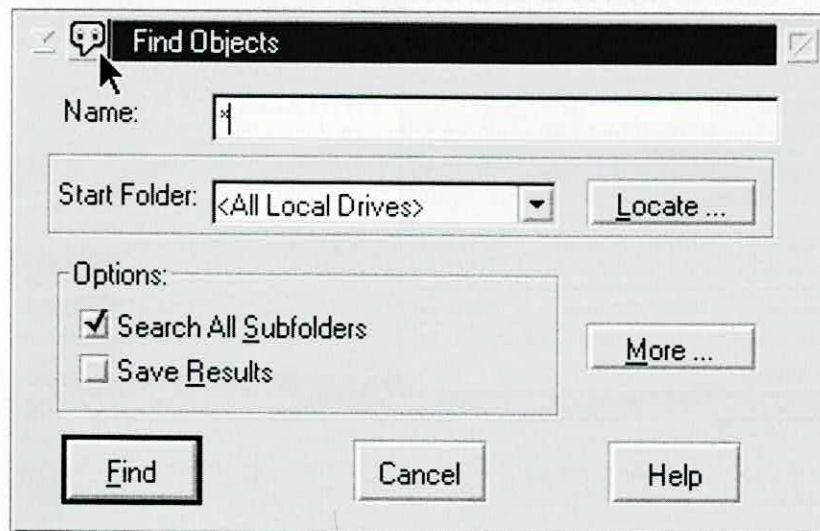 Find Objects
Name: *
Start Folder: <All Local Drives> Locate ...
Options:
Search All Subfolders
Save Results
More ...
Find Cancel Help